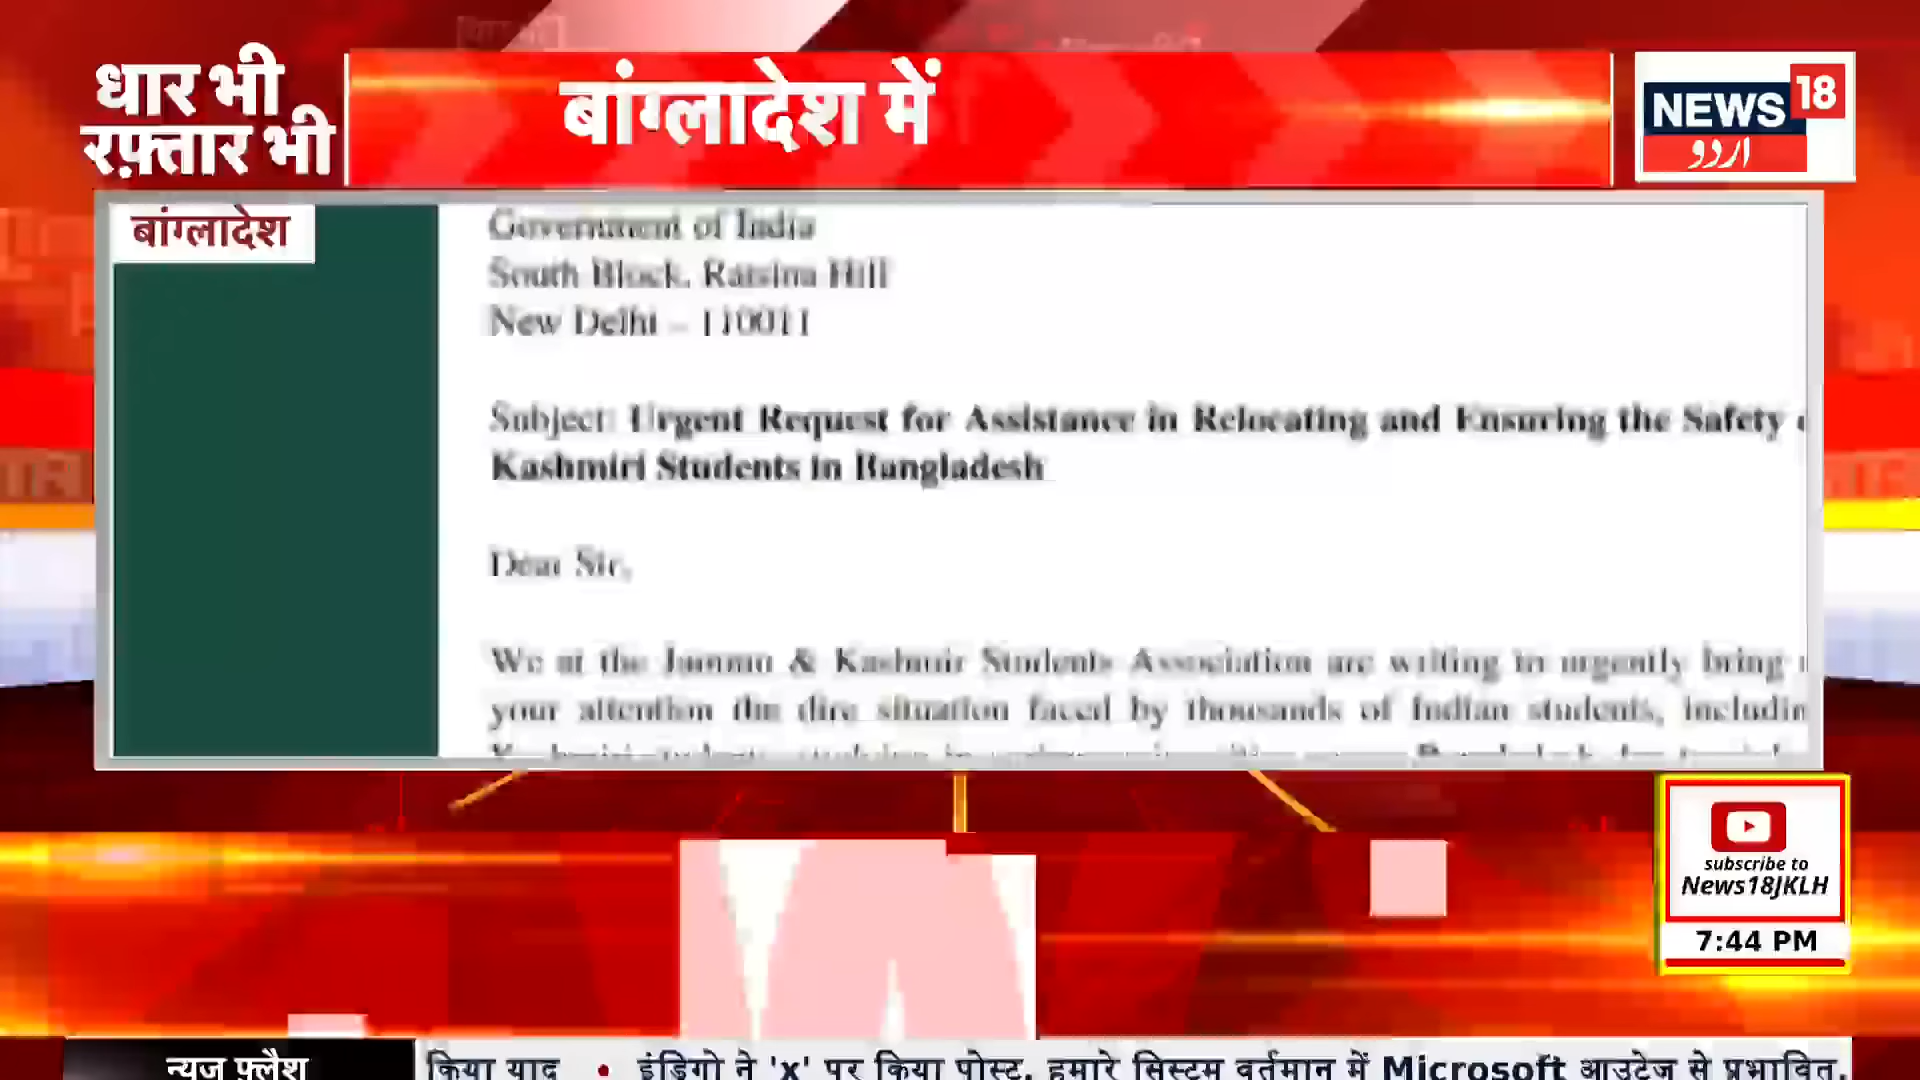 धार भी
रफ़्तार भी
बांग्लादेश में
NEWS 18
اردو
बांग्लादेश
Government of India
South Block, Raisina Hill
New Delhi – 110011
Subject: Urgent Request for Assistance in Relocating and Ensuring the Safety
Kashmiri Students in Bangladesh
Dear Sir,
We at the Jammu & Kashmir Students Association are writing to urgently bring
your attention the dire situation faced by thousands of Indian students, includin
subscribe to
News18JKLH
7:44 PM
न्यूज़ फ़्लैश
किया याद • इंडिगो ने 'x' पर किया पोस्ट, हमारे सिस्टम वर्तमान में Microsoft आउटेज से प्रभावित,